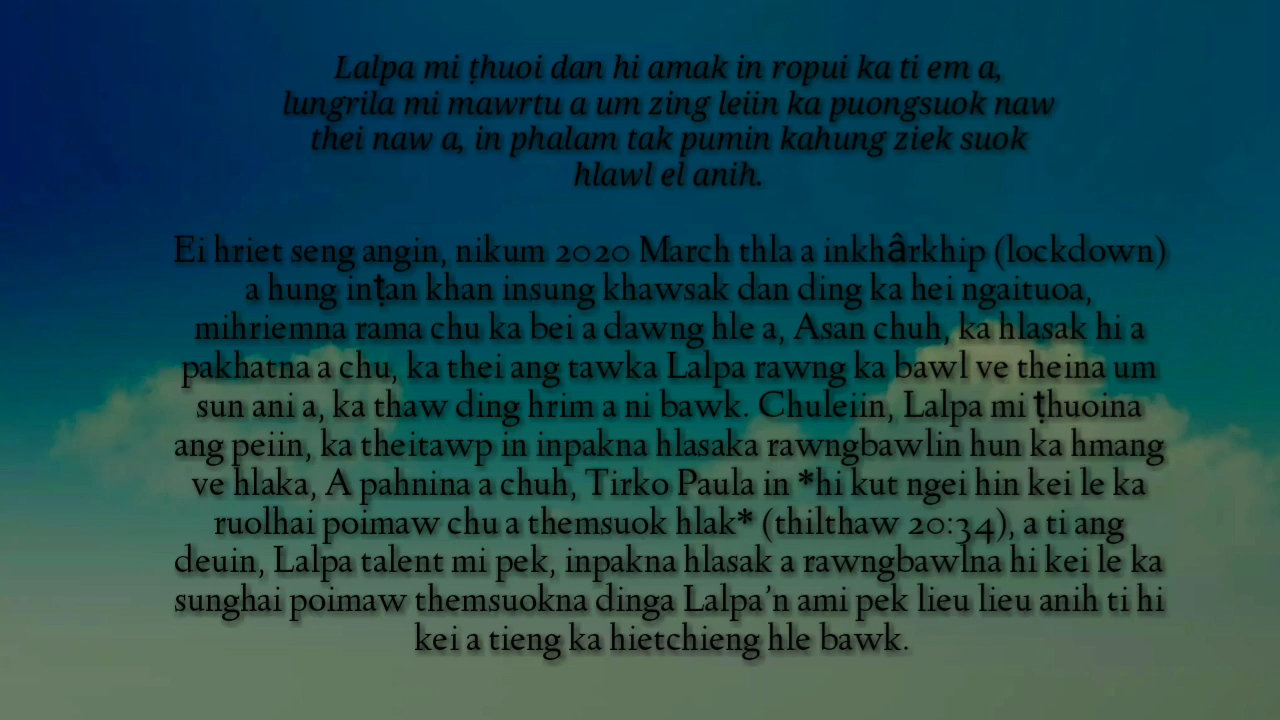 Lalpa mi ṭhuoi dan hi amak in ropui ka ti em a,
lungrila mi mawrtu a um zing leiin ka puongsuok naw
thei naw a, in phalam tak pumin kahung ziek suok
hlawl el anih.
Ei hriet seng angin, nikum 2020 March thla a inkhârkhip (lockdown)
a hung inṭan khan insung khawsak dan ding ka hei ngaituoa,
mihriemna rama chu ka bei a dawng hle a, Asan chuh, ka hlasak hi a
pakhatna a chu, ka thei ang tawka Lalpa rawng ka bawl ve theina um
sun ani a, ka thaw ding hrim a ni bawk. Chuleiin, Lalpa mi ṭhuoina
ang peiin, ka theitawp in inpakna hlasaka rawngbawlin hun ka hmang
ve hlaka, A pahnina a chuh, Tirko Paula in *hi kut ngei hin kei le ka
ruolhai poimaw chu a themsuok hlak* (thilthaw 20:34), a ti ang
deuin, Lalpa talent mi pek, inpakna hlasak a rawngbawlna hi kei le ka
sunghai poimaw themsuokna dinga Lalpa'n ami pek lieu lieu anih ti hi
kei a tieng ka hietchieng hle bawk.